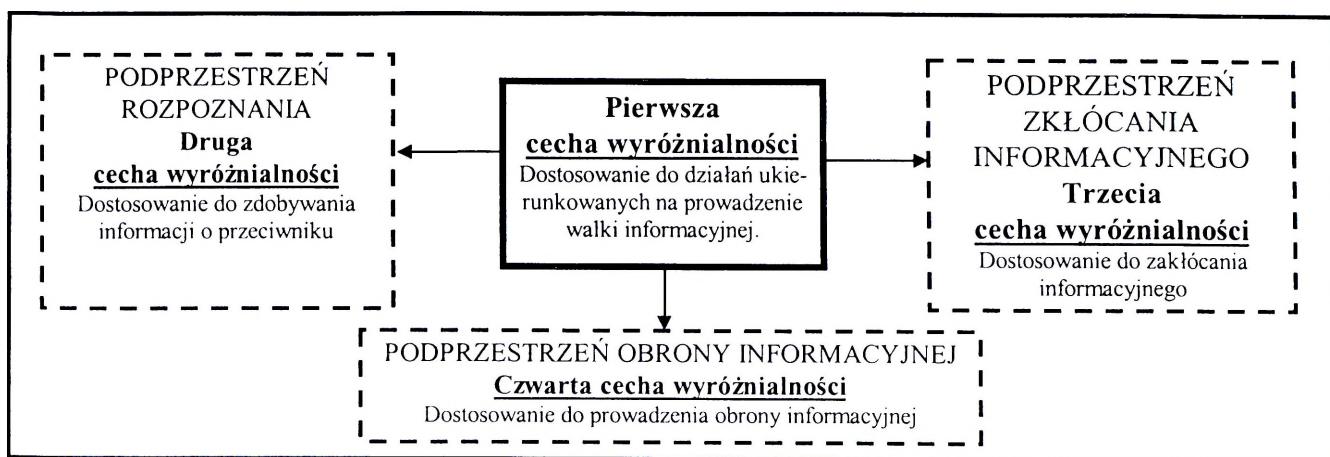 PODPRZESTRZEŃ
ROZPOZNANIA
Druga
cecha wyróżnialności
Dostosowanie do zdobywania
informacji o przeciwniku
Pierwsza
cecha wyróżnialności
Dostosowanie do działań ukie-
runkowanych na prowadzenie
walki informacyjnej.
PODPRZESTRZEŃ
ZKŁÓCANIA
INFORMACYJNEGO
Trzecia
cecha wyróżnialności
Dostosowanie do zakłócania
informacyjnego
PODPRZESTRZEŃ OBRONY INFORMACYJNEJ
Czwarta cecha wyróżnialności
Dostosowanie do prowadzenia obrony informacyjnej